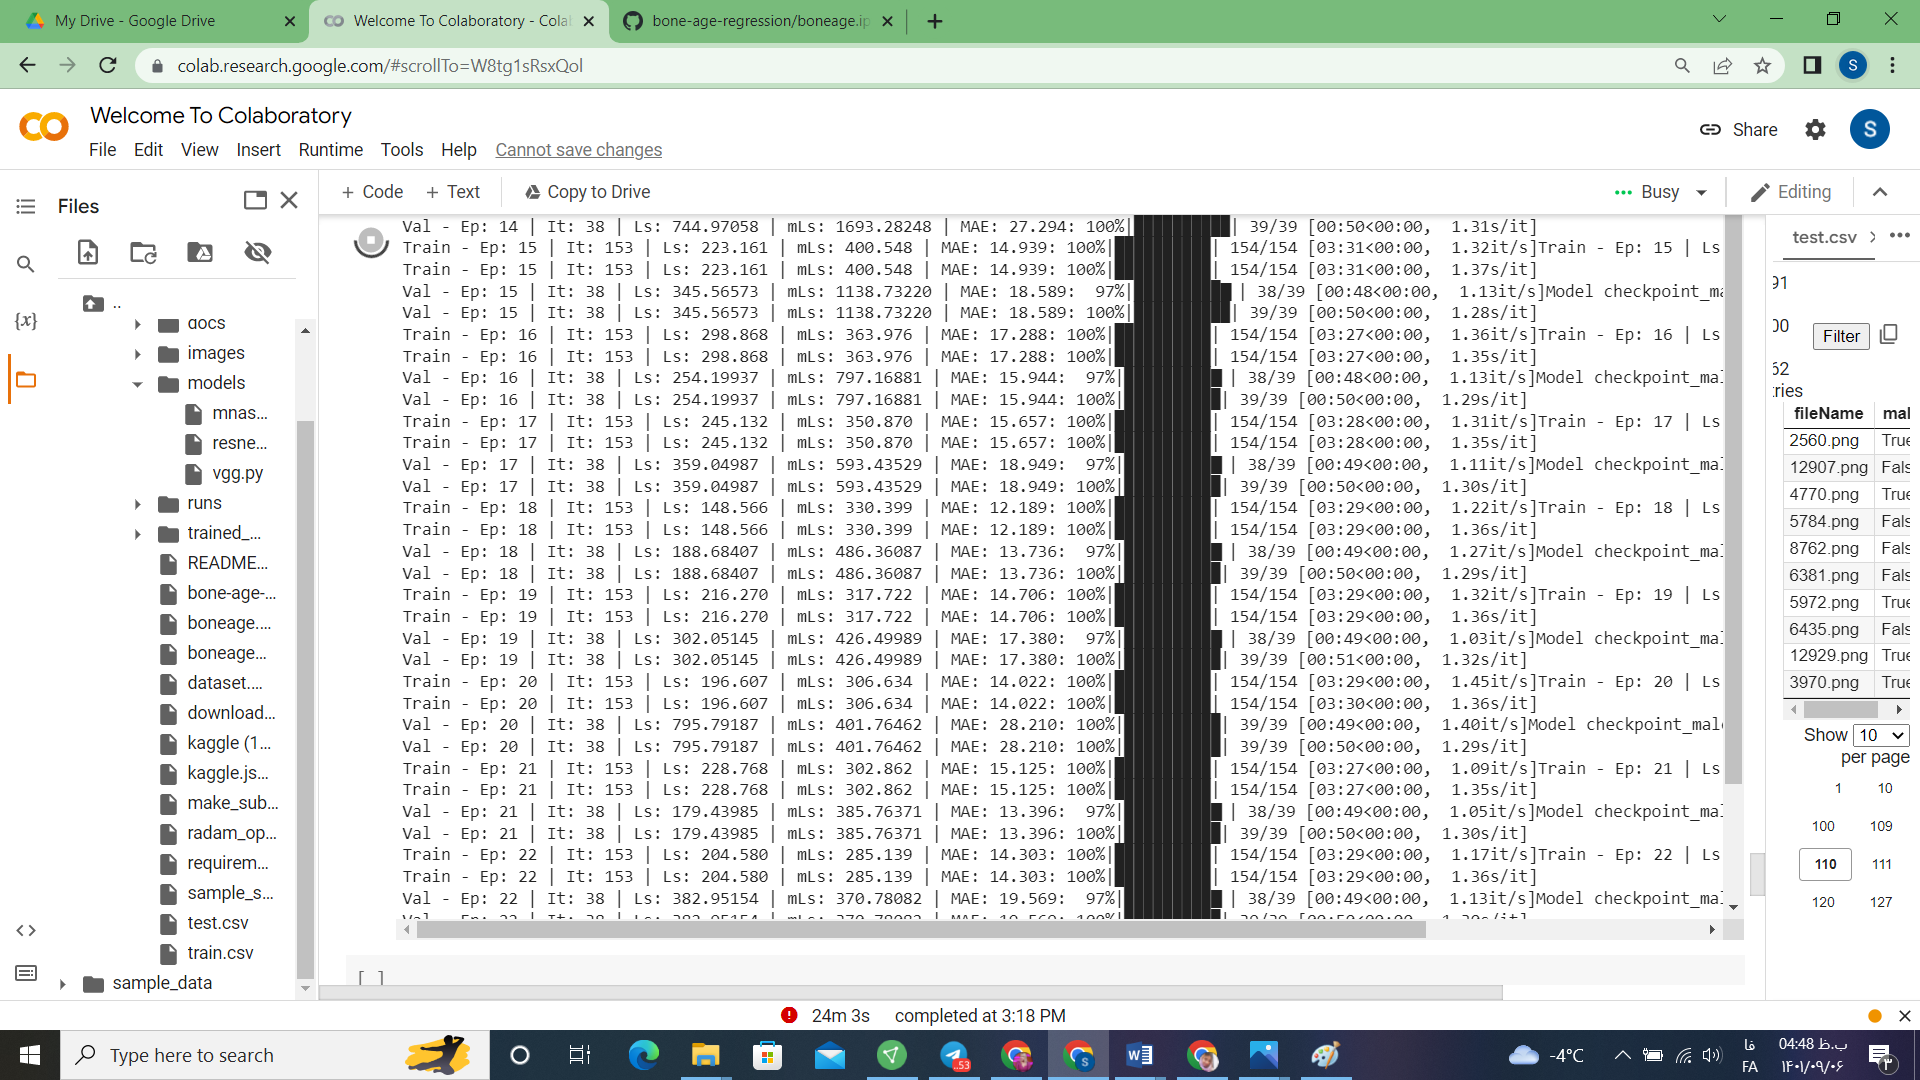 My Drive - Google Drive
Welcome To Colaboratory - Cola
bone-age-regression/boneage.ip
colab.research.google.com/#scrollTo=W8tg1sRsxQol
S
Welcome To Colaboratory
File Edit View Insert Runtime Tools Help Cannot save changes
Share
S
Files
+ Code + Text Copy to Drive
Busy
Editing
..
docs
images
models
mnas...
resne...
vgg.py
runs
trained_...
README...
bone-age-...
boneage....
boneage...
dataset....
download...
kaggle (1...
kaggle.js...
make_sub...
radam_op...
requirem...
sample_s...
test.csv
train.csv
sample_data
{x}
Val - Ep: 14 | It: 38 | Ls: 744.97058 | mLs: 1693.28248 | MAE: 27.294: 100%|██████████| 39/39 [00:50<00:00, 1.31s/it]
Train - Ep: 15 | It: 153 | Ls: 223.161 | mLs: 400.548 | MAE: 14.939: 100%|██████████| 154/154 [03:31<00:00, 1.32it/s]Train - Ep: 15 | Ls
Train - Ep: 15 | It: 153 | Ls: 223.161 | mLs: 400.548 | MAE: 14.939: 100%|██████████| 154/154 [03:31<00:00, 1.37s/it]
Val - Ep: 15 | It: 38 | Ls: 345.56573 | mLs: 1138.73220 | MAE: 18.589: 97%|██████████| 38/39 [00:48<00:00, 1.13it/s]Model checkpoint_ma
Val - Ep: 15 | It: 38 | Ls: 345.56573 | mLs: 1138.73220 | MAE: 18.589: 100%|██████████| 39/39 [00:50<00:00, 1.28s/it]
Train - Ep: 16 | It: 153 | Ls: 298.868 | mLs: 363.976 | MAE: 17.288: 100%|██████████| 154/154 [03:27<00:00, 1.36it/s]Train - Ep: 16 | Ls
Train - Ep: 16 | It: 153 | Ls: 298.868 | mLs: 363.976 | MAE: 17.288: 100%|██████████| 154/154 [03:27<00:00, 1.35s/it]
Val - Ep: 16 | It: 38 | Ls: 254.19937 | mLs: 797.16881 | MAE: 15.944: 97%|██████████| 38/39 [00:48<00:00, 1.13it/s]Model checkpoint_mal
Val - Ep: 16 | It: 38 | Ls: 254.19937 | mLs: 797.16881 | MAE: 15.944: 100%|██████████| 39/39 [00:50<00:00, 1.29s/it]
Train - Ep: 17 | It: 153 | Ls: 245.132 | mLs: 350.870 | MAE: 15.657: 100%|██████████| 154/154 [03:28<00:00, 1.31it/s]Train - Ep: 17 | Ls
Train - Ep: 17 | It: 153 | Ls: 245.132 | mLs: 350.870 | MAE: 15.657: 100%|██████████| 154/154 [03:28<00:00, 1.35s/it]
Val - Ep: 17 | It: 38 | Ls: 359.04987 | mLs: 593.43529 | MAE: 18.949: 97%|██████████| 38/39 [00:49<00:00, 1.11it/s]Model checkpoint_mal
Val - Ep: 17 | It: 38 | Ls: 359.04987 | mLs: 593.43529 | MAE: 18.949: 100%|██████████| 39/39 [00:50<00:00, 1.30s/it]
Train - Ep: 18 | It: 153 | Ls: 148.566 | mLs: 330.399 | MAE: 12.189: 100%|██████████| 154/154 [03:29<00:00, 1.22it/s]Train - Ep: 18 | Ls
Train - Ep: 18 | It: 153 | Ls: 148.566 | mLs: 330.399 | MAE: 12.189: 100%|██████████| 154/154 [03:29<00:00, 1.36s/it]
Val - Ep: 18 | It: 38 | Ls: 188.68407 | mLs: 486.36087 | MAE: 13.736: 97%|██████████| 38/39 [00:49<00:00, 1.27it/s]Model checkpoint_mal
Val - Ep: 18 | It: 38 | Ls: 188.68407 | mLs: 486.36087 | MAE: 13.736: 100%|██████████| 39/39 [00:50<00:00, 1.29s/it]
Train - Ep: 19 | It: 153 | Ls: 216.270 | mLs: 317.722 | MAE: 14.706: 100%|██████████| 154/154 [03:29<00:00, 1.32it/s]Train - Ep: 19 | Ls
Train - Ep: 19 | It: 153 | Ls: 216.270 | mLs: 317.722 | MAE: 14.706: 100%|██████████| 154/154 [03:29<00:00, 1.36s/it]
Val - Ep: 19 | It: 38 | Ls: 302.05145 | mLs: 426.49989 | MAE: 17.380: 97%|██████████| 38/39 [00:49<00:00, 1.03it/s]Model checkpoint_mal
Val - Ep: 19 | It: 38 | Ls: 302.05145 | mLs: 426.49989 | MAE: 17.380: 100%|██████████| 39/39 [00:51<00:00, 1.32s/it]
Train - Ep: 20 | It: 153 | Ls: 196.607 | mLs: 306.634 | MAE: 14.022: 100%|██████████| 154/154 [03:29<00:00, 1.45it/s]Train - Ep: 20 | Ls
Train - Ep: 20 | It: 153 | Ls: 196.607 | mLs: 306.634 | MAE: 14.022: 100%|██████████| 154/154 [03:30<00:00, 1.36s/it]
Val - Ep: 20 | It: 38 | Ls: 795.79187 | mLs: 401.76462 | MAE: 28.210: 100%|██████████| 39/39 [00:49<00:00, 1.40it/s]Model checkpoint_male
Val - Ep: 20 | It: 38 | Ls: 795.79187 | mLs: 401.76462 | MAE: 28.210: 100%|██████████| 39/39 [00:50<00:00, 1.29s/it]
Train - Ep: 21 | It: 153 | Ls: 228.768 | mLs: 302.862 | MAE: 15.125: 100%|██████████| 154/154 [03:27<00:00, 1.09it/s]Train - Ep: 21 | Ls
Train - Ep: 21 | It: 153 | Ls: 228.768 | mLs: 302.862 | MAE: 15.125: 100%|██████████| 154/154 [03:27<00:00, 1.35s/it]
Val - Ep: 21 | It: 38 | Ls: 179.43985 | mLs: 385.76371 | MAE: 13.396: 97%|██████████| 38/39 [00:49<00:00, 1.05it/s]Model checkpoint_mal
Val - Ep: 21 | It: 38 | Ls: 179.43985 | mLs: 385.76371 | MAE: 13.396: 100%|██████████| 39/39 [00:50<00:00, 1.30s/it]
Train - Ep: 22 | It: 153 | Ls: 204.580 | mLs: 285.139 | MAE: 14.303: 100%|██████████| 154/154 [03:29<00:00, 1.17it/s]Train - Ep: 22 | Ls
Train - Ep: 22 | It: 153 | Ls: 204.580 | mLs: 285.139 | MAE: 14.303: 100%|██████████| 154/154 [03:29<00:00, 1.36s/it]
Val - Ep: 22 | It: 38 | Ls: 382.95154 | mLs: 370.78082 | MAE: 19.569: 97%|██████████| 38/39 [00:49<00:00, 1.13it/s]Model checkpoint_mal
[ ]
test.csv
91
00
Filter
62
tries
fileName mal
2560.png True
12907.png Fals
4770.png True
5784.png Fals
8762.png Fals
6381.png Fals
5972.png True
6435.png Fals
12929.png True
3970.png True
Show 10
per page
1 10
100 109
110 111
120 127
24m 3s completed at 3:18 PM
Type here to search
..53
S
-4°C
فا
FA
04:48 ب.ظ
۱۴۰۱/۰۹/۰۶
۳